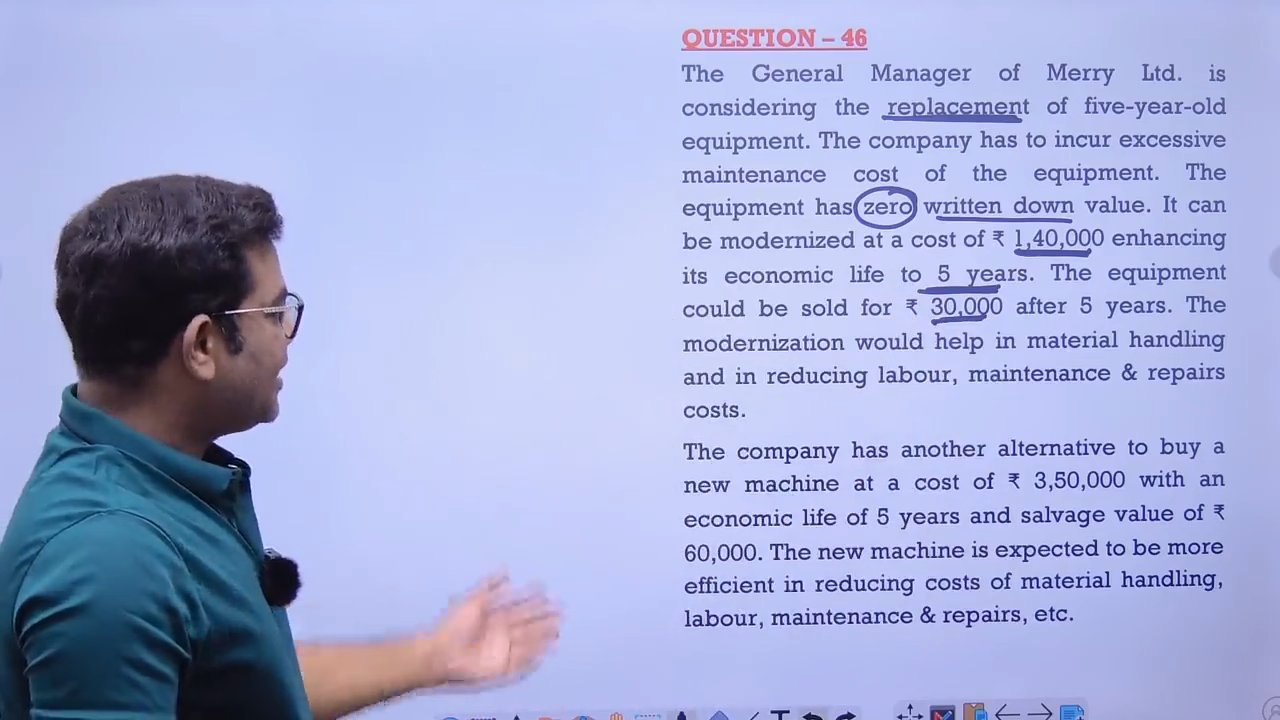 QUESTION – 46
The General Manager of Merry Ltd. is
considering the replacement of five-year-old
equipment. The company has to incur excessive
maintenance cost of the equipment. The
equipment has zero written down value. It can
be modernized at a cost of ₹ 1,40,000 enhancing
its economic life to 5 years. The equipment
could be sold for ₹ 30,000 after 5 years. The
modernization would help in material handling
and in reducing labour, maintenance & repairs
costs.
The company has another alternative to buy a
new machine at a cost of ₹ 3,50,000 with an
economic life of 5 years and salvage value of ₹
60,000. The new machine is expected to be more
efficient in reducing costs of material handling,
labour, maintenance & repairs, etc.